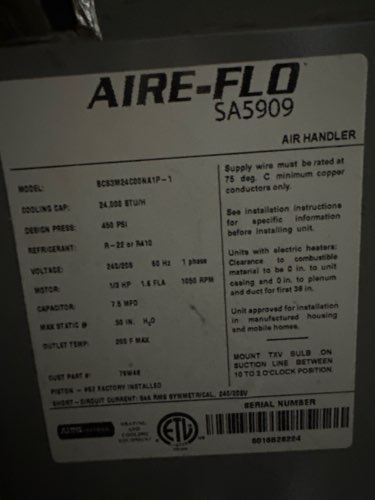 AIRE-FLO
SA5909
AIR HANDLER
MODEL: BCS3M24C00NA1P-1
COOLING CAP: 24,000 BTU/H
DESIGN PRESS: 450 PSI
REFRIGERANT: R-22 or R410
VOLTAGE: 240/208 60 Hz 1 phase
MOTOR: 1/3 HP 1.6 FLA 1050 RPM
CAPACITOR: 7.5 MFD
MAX STATIC @ .50 IN. H2O
OUTLET TEMP: 200 F MAX
CUST PART #
PISTON - FACTORY INSTALLED
SHORT-CIRCUIT CURRENT: 5kA RMS SYMMETRICAL, 240/208V
Supply wire must be rated at
75 deg. C minimum copper
conductors only.
See installation instructions
for specific information
before installing unit.
Units with electric heaters:
Clearance to combustible
material to be 0 in. to unit
casing and 0 in. to plenum
and duct for first 36 in.
Unit approved for installation
in manufactured housing
and mobile homes.
MOUNT TXV BULB ON
SUCTION LINE BETWEEN
10 TO 2 O'CLOCK POSITION.
HEATING
AND
COOLING
EQUIPMENT
ETL
SERIAL NUMBER